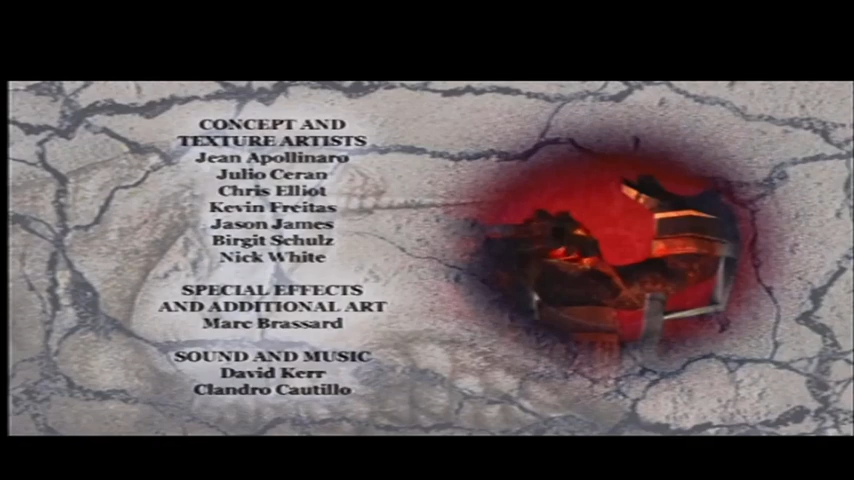 CONCEPT AND
TEXTURE ARTISTS
Jean Apollinaro
Julio Ceran
Chris Elliot
Kevin Freitas
Jason James
Birgit Schulz
Nick White
SPECIAL EFFECTS
AND ADDITIONAL ART
Marc Brassard
SOUND AND MUSIC
David Kerr
Clandro Cautillo